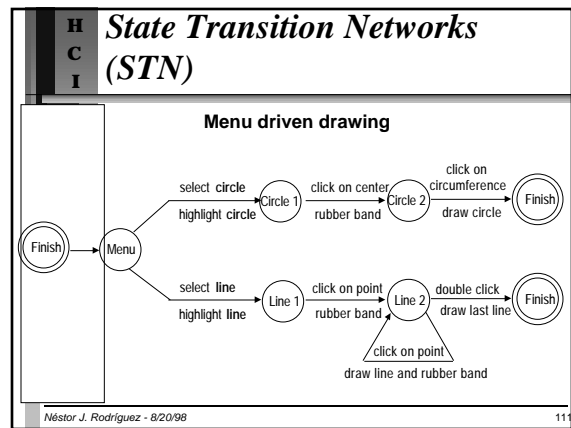 H
C
I
State Transition Networks
(STN)
Menu driven drawing
select circle
highlight circle
Circle 1
click on center
rubber band
Circle 2
click on
circumference
draw circle
Finish
Finish
Menu
select line
highlight line
Line 1
click on point
rubber band
Line 2
double click
draw last line
Finish
click on point
draw line and rubber band
Néstor J. Rodríguez - 8/20/98
111